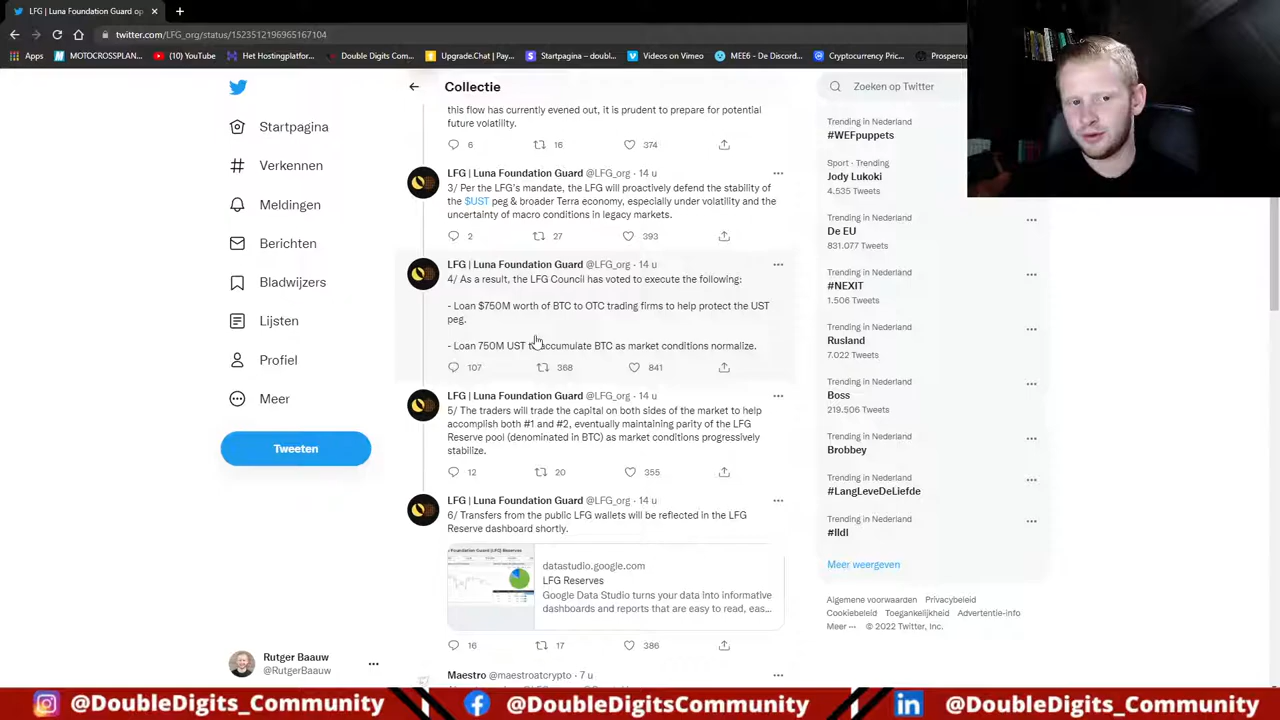 LFG | Luna Foundation Guard op
twitter.com/LFG_org/status/1523512196965167104
Apps
MOTOCROSSPLAN...
(10) YouTube
Het Hostingplatfor...
Double Digits Com...
Upgrade.Chat | Pay...
Startpagina – doubl...
Videos on Vimeo
MEE6 - De Discord...
Cryptocurrency Pric...
Prosperou
Startpagina
Verkennen
Meldingen
Berichten
Bladwijzers
Lijsten
Profiel
Meer
Tweeten
Rutger Baauw
@RutgerBaauw
Collectie
this flow has currently evened out, it is prudent to prepare for potential
future volatility.
6 16 374
LFG | Luna Foundation Guard @LFG_org · 14 u
3/ Per the LFG's mandate, the LFG will proactively defend the stability of
the $UST peg & broader Terra economy, especially under volatility and the
uncertainty of macro conditions in legacy markets.
2 27 393
LFG | Luna Foundation Guard @LFG_org · 14 u
4/ As a result, the LFG Council has voted to execute the following:
- Loan $750M worth of BTC to OTC trading firms to help protect the UST
peg.
- Loan 750M UST to accumulate BTC as market conditions normalize.
107 368 841
LFG | Luna Foundation Guard @LFG_org · 14 u
5/ The traders will trade the capital on both sides of the market to help
accomplish both #1 and #2, eventually maintaining parity of the LFG
Reserve pool (denominated in BTC) as market conditions progressively
stabilize.
12 20 355
LFG | Luna Foundation Guard @LFG_org · 14 u
6/ Transfers from the public LFG wallets will be reflected in the LFG
Reserve dashboard shortly.
Foundation Guard (LFG) Reserves
datastudio.google.com
LFG Reserves
Google Data Studio turns your data into informative
dashboards and reports that are easy to read, eas...
16 17 386
Maestro @maestroatcrypto · 7 u
Zoeken op Twitter
Trending in Nederland
#WEFpuppets
Sport · Trending
Jody Lukoki
4.535 Tweets
Trending in Nederland
De EU
831.077 Tweets
Trending in Nederland
#NEXIT
1.506 Tweets
Trending in Nederland
Rusland
7.022 Tweets
Trending in Nederland
Boss
219.506 Tweets
Trending in Nederland
Brobbey
Trending in Nederland
#LangLeveDeLiefde
Trending in Nederland
#lldl
Meer weergeven
Algemene voorwaarden Privacybeleid
Cookiebeleid Toegankelijkheid Advertentie-info
Meer ··· © 2022 Twitter, Inc.
@DoubleDigits_Community
@DoubleDigits_Community
@DoubleDigits_Community